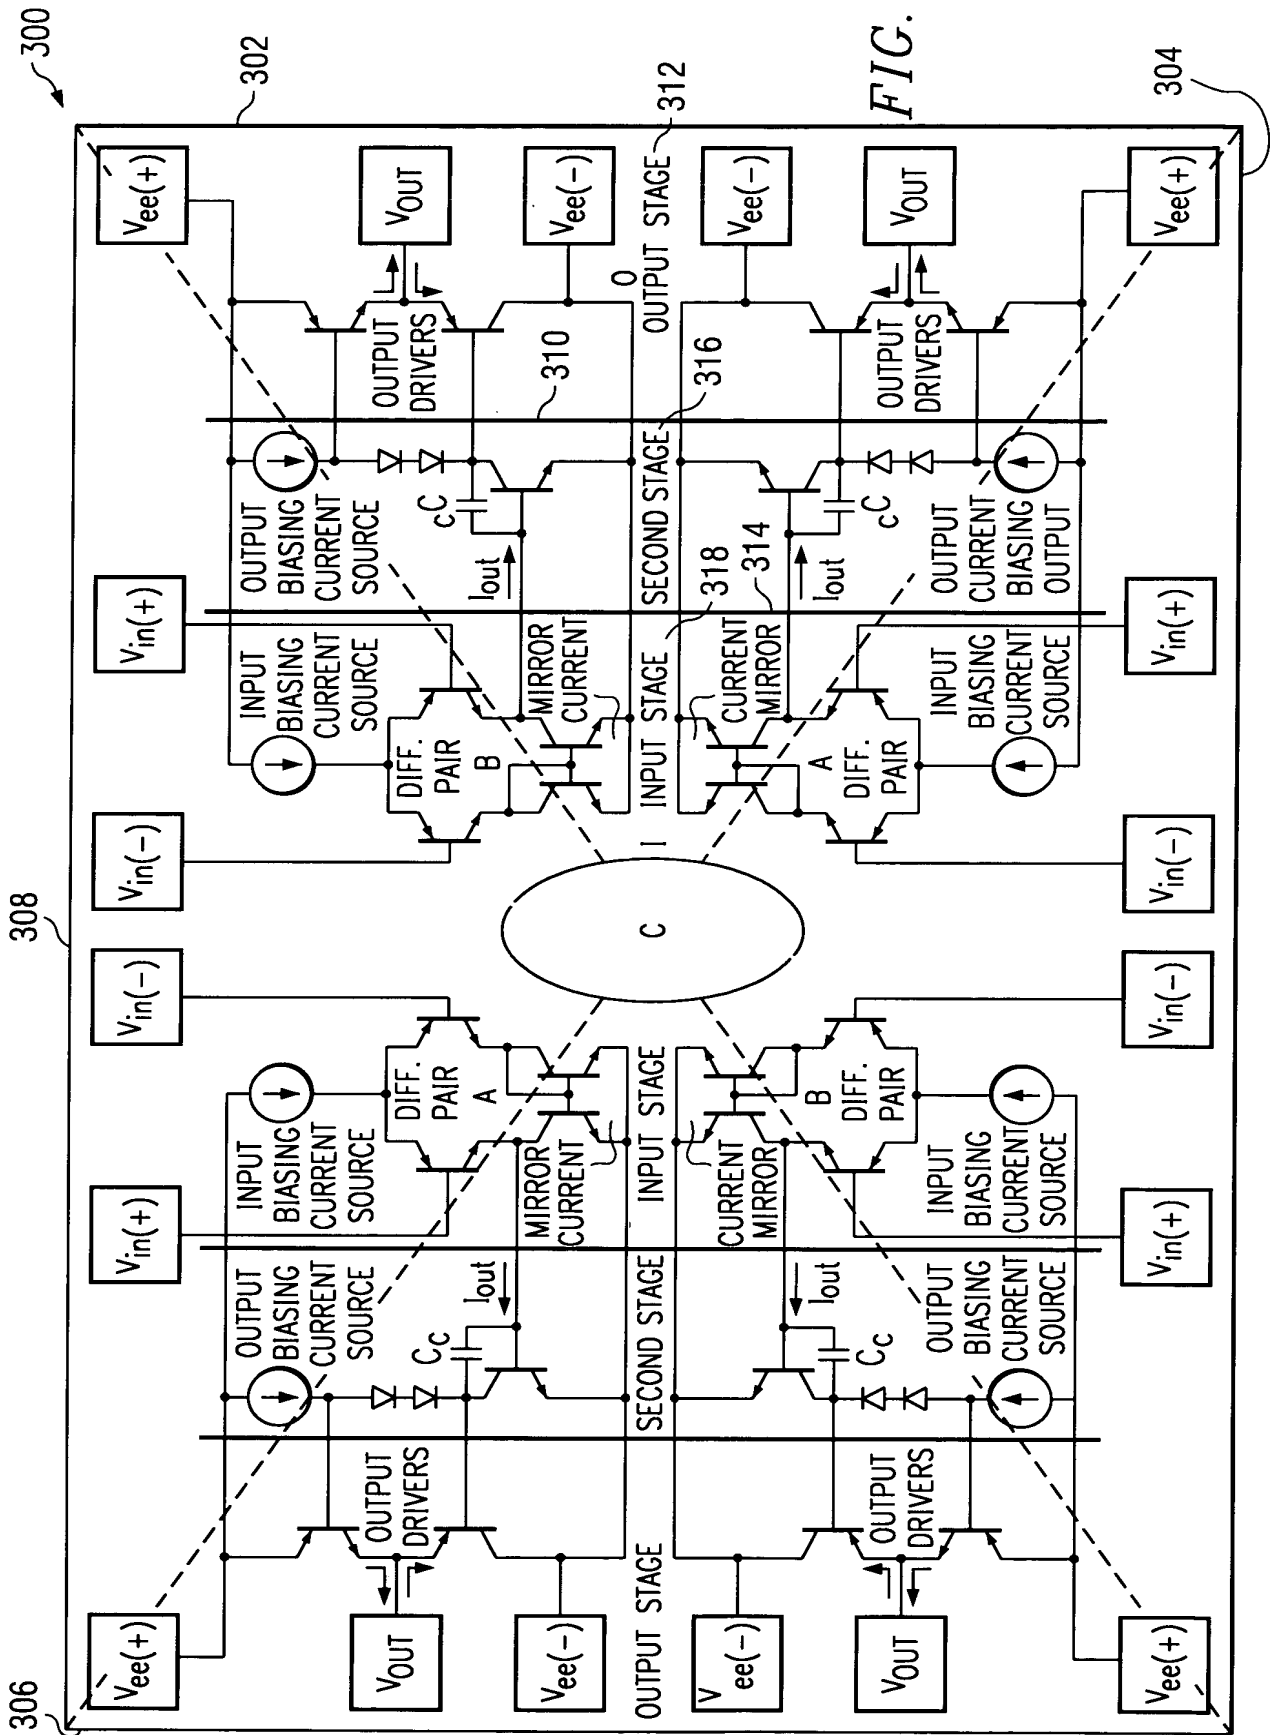 306
308
300
302
Vee(+)
Vin(+)
Vin(-)
Vin(-)
Vin(+)
Vee(+)
OUTPUT
BIASING
CURRENT
SOURCE
INPUT
BIASING
CURRENT
SOURCE
INPUT
BIASING
CURRENT
SOURCE
OUTPUT
BIASING
CURRENT
SOURCE
VOUT
OUTPUT
DRIVERS
DIFF.
PAIR
A
DIFF.
PAIR
B
OUTPUT
DRIVERS
VOUT
Cc
Iout
Iout
cC
Vee(-)
MIRROR
CURRENT
MIRROR
CURRENT
310
Vee(-)
O
OUTPUT STAGE
SECOND STAGE
INPUT STAGE
C
I
INPUT STAGE
SECOND STAGE
OUTPUT STAGE
312
318
314
316
Vee(-)
CURRENT
MIRROR
CURRENT
MIRROR
Vee(-)
Iout
Cc
B
DIFF.
PAIR
A
DIFF.
PAIR
Iout
cC
VOUT
OUTPUT
DRIVERS
OUTPUT
DRIVERS
VOUT
FIG.
OUTPUT
BIASING
CURRENT
SOURCE
INPUT
BIASING
CURRENT
SOURCE
INPUT
BIASING
CURRENT
SOURCE
OUTPUT
CURRENT
BIASING
OUTPUT
Vee(+)
Vin(+)
Vin(-)
Vin(-)
Vin(+)
Vee(+)
304